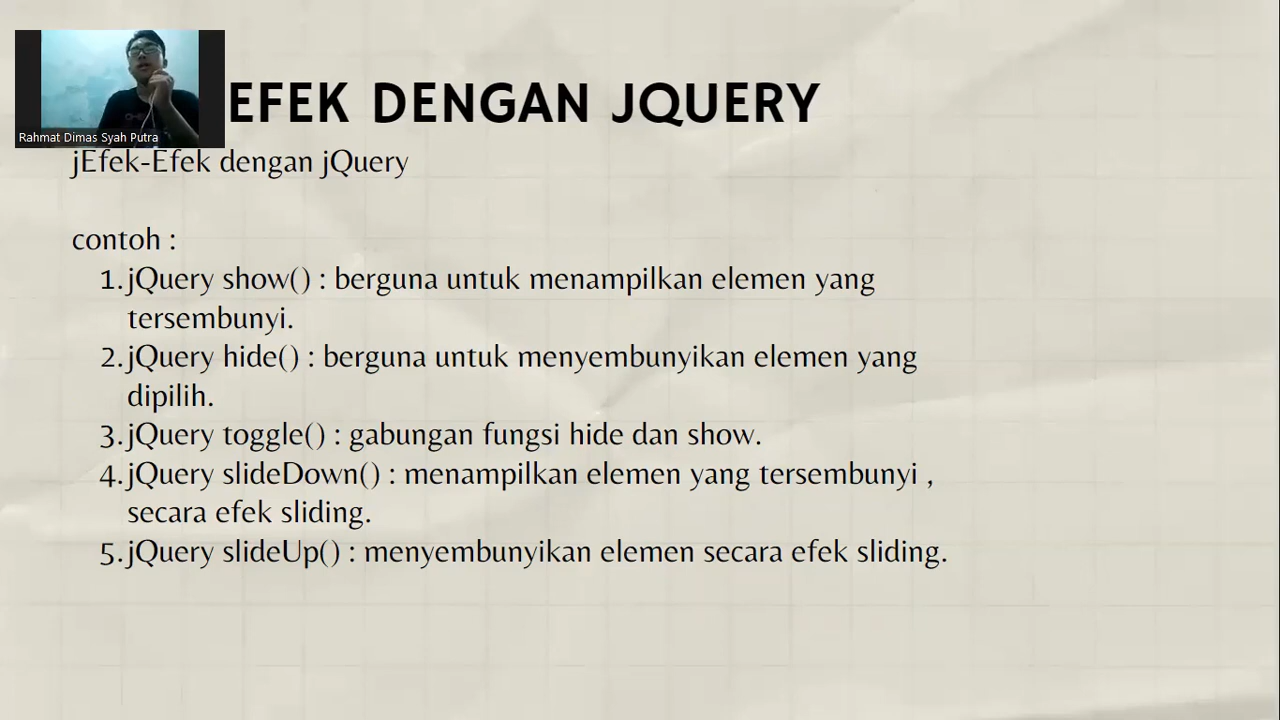 EFEK DENGAN JQUERY
Rahmat Dimas Syah Putra
jEfek-Efek dengan jQuery
contoh :
1.jQuery show() : berguna untuk menampilkan elemen yang
tersembunyi.
2.jQuery hide() : berguna untuk menyembunyikan elemen yang
dipilih.
3.jQuery toggle() : gabungan fungsi hide dan show.
4.jQuery slideDown() : menampilkan elemen yang tersembunyi ,
secara efek sliding.
5.jQuery slideUp() : menyembunyikan elemen secara efek sliding.